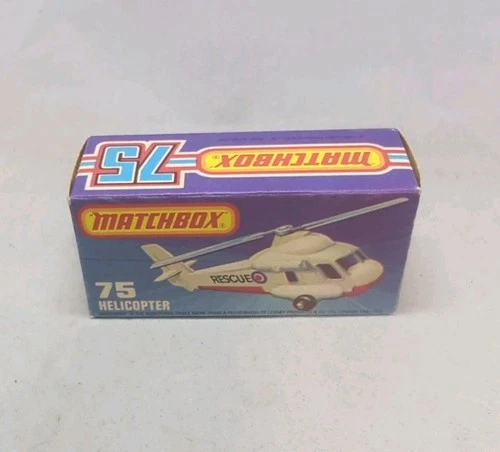 75 MATCHBOX
MATCHBOX
RESCUE
75
HELICOPTER